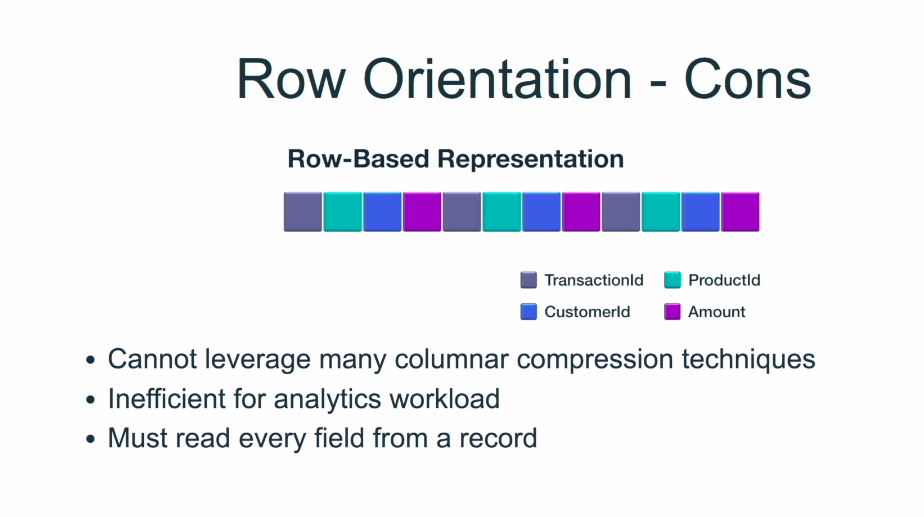 Row Orientation - Cons
Row-Based Representation
TransactionId ProductId
CustomerId Amount
• Cannot leverage many columnar compression techniques
• Inefficient for analytics workload
• Must read every field from a record